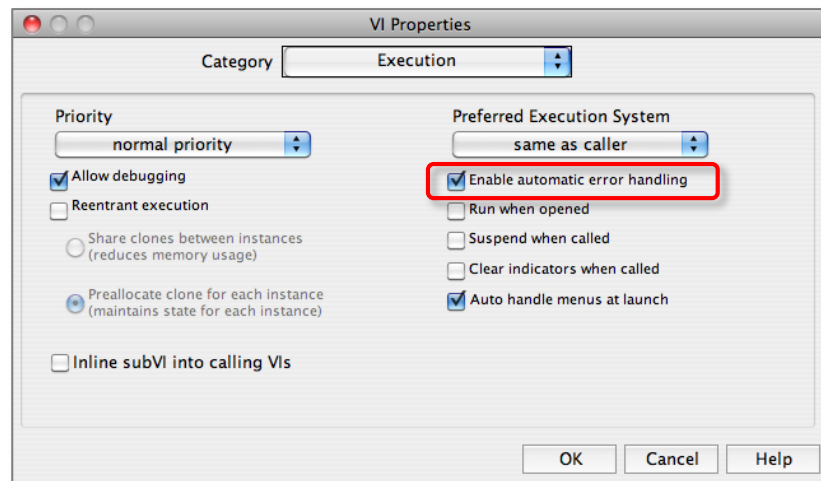 VI Properties
Category Execution
Priority
normal priority
Allow debugging
Reentrant execution
Share clones between instances
(reduces memory usage)
Preallocate clone for each instance
(maintains state for each instance)
Inline subVI into calling VIs
Preferred Execution System
same as caller
Enable automatic error handling
Run when opened
Suspend when called
Clear indicators when called
Auto handle menus at launch
OK Cancel Help